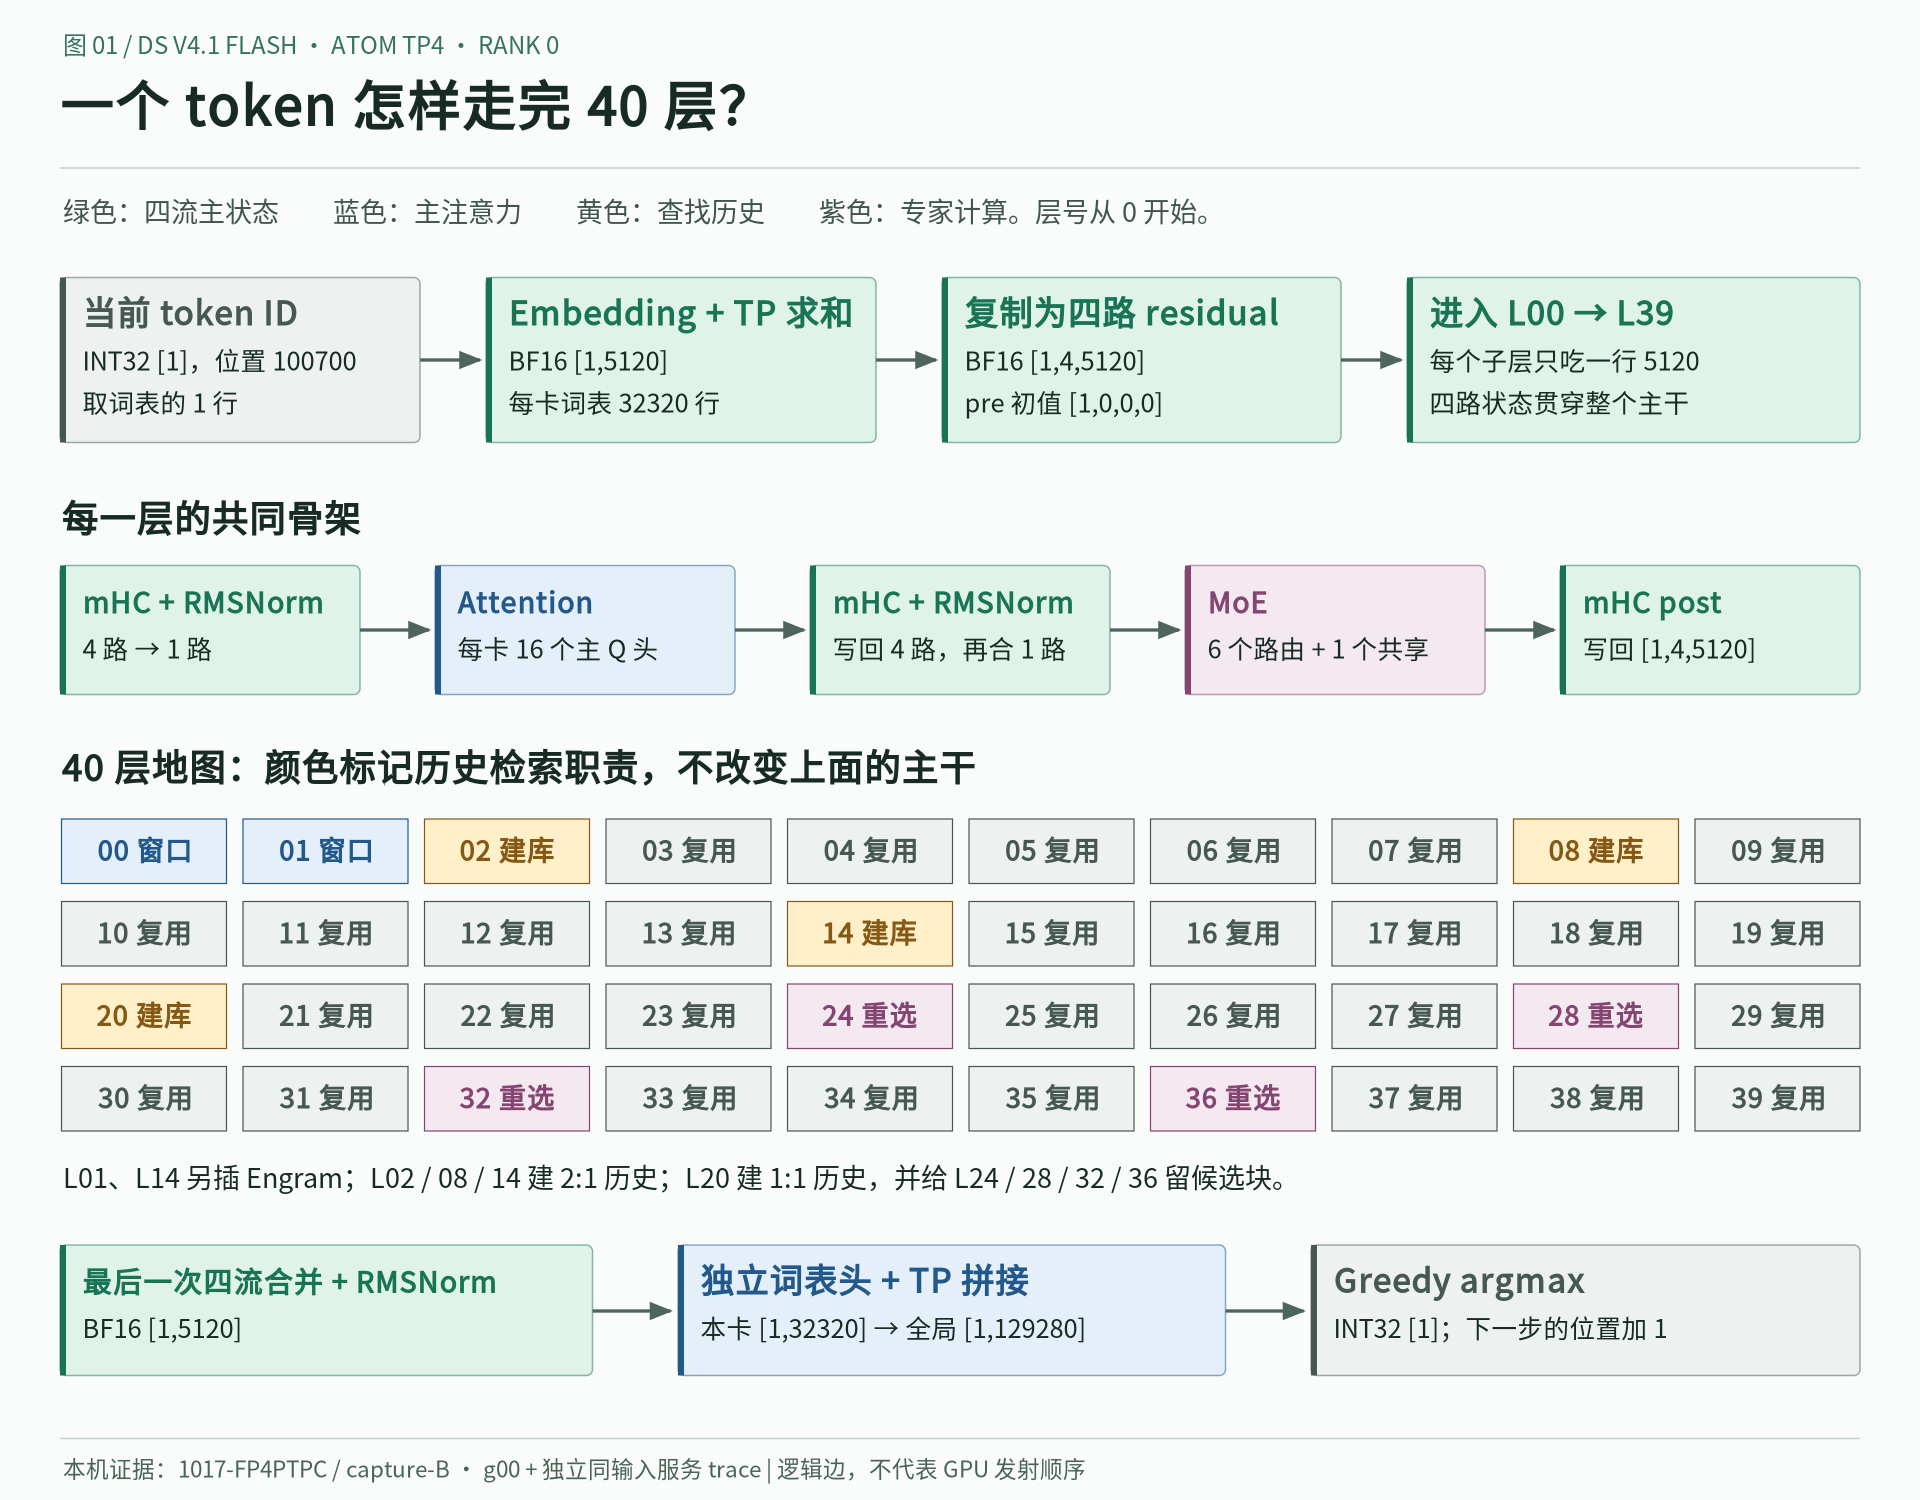 图 01 / DS V4.1 FLASH · ATOM TP4 · RANK 0
一个 token 怎样走完 40 层？
绿色：四流主状态 蓝色：主注意力 黄色：查找历史 紫色：专家计算。层号从 0 开始。
当前 token ID
INT32 [1]，位置 100700
取词表的 1 行
Embedding + TP 求和
BF16 [1,5120]
每卡词表 32320 行
复制为四路 residual
BF16 [1,4,5120]
pre 初值 [1,0,0,0]
进入 L00 → L39
每个子层只吃一行 5120
四路状态贯穿整个主干
每一层的共同骨架
mHC + RMSNorm
4 路 → 1 路
Attention
每卡 16 个主 Q 头
mHC + RMSNorm
写回 4 路，再合 1 路
MoE
6 个路由 + 1 个共享
mHC post
写回 [1,4,5120]
40 层地图：颜色标记历史检索职责，不改变上面的主干
00 窗口 01 窗口 02 建库 03 复用 04 复用 05 复用 06 复用 07 复用 08 建库 09 复用
10 复用 11 复用 12 复用 13 复用 14 建库 15 复用 16 复用 17 复用 18 复用 19 复用
20 建库 21 复用 22 复用 23 复用 24 重选 25 复用 26 复用 27 复用 28 重选 29 复用
30 复用 31 复用 32 重选 33 复用 34 复用 35 复用 36 重选 37 复用 38 复用 39 复用
L01、L14 另插 Engram；L02 / 08 / 14 建 2:1 历史；L20 建 1:1 历史，并给 L24 / 28 / 32 / 36 留候选块。
最后一次四流合并 + RMSNorm
BF16 [1,5120]
独立词表头 + TP 拼接
本卡 [1,32320] → 全局 [1,129280]
Greedy argmax
INT32 [1]；下一步的位置加 1
本机证据：1017-FP4PTPC / capture-B · g00 + 独立同输入服务 trace | 逻辑边，不代表 GPU 发射顺序